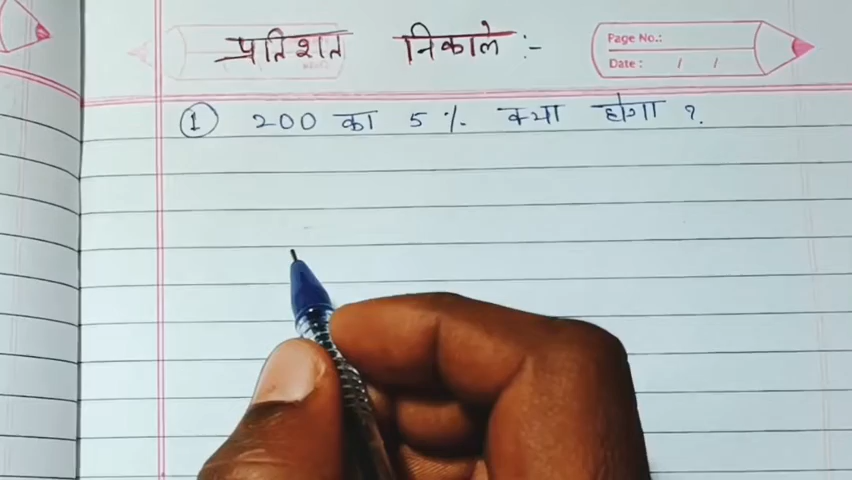 प्रतिशत निकाले :-
Page No.:
Date : / /
① 200 का 5 % क्या होगा ?